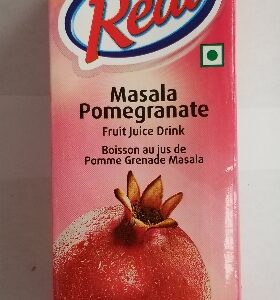 Real
Masala
Pomegranate
Fruit Juice Drink
Boisson au jus de
Pomme Grenade Masala